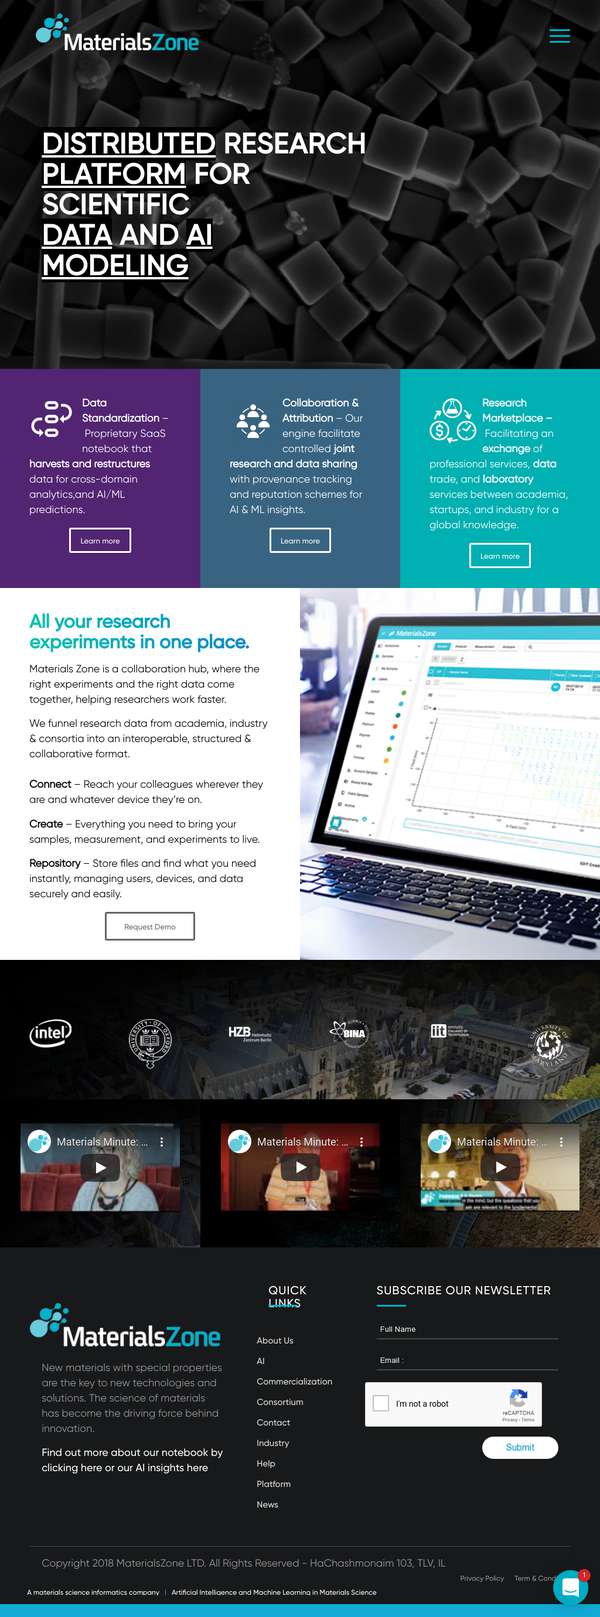 MaterialsZone
DISTRIBUTED RESEARCH
PLATFORM FOR
SCIENTIFIC
DATA AND AI
MODELING
Data
Standardization –
Proprietary SaaS
notebook that
harvests and restructures
data for cross-domain
analytics,and AI/ML
predictions.
Learn more
Collaboration &
Attribution – Our
engine facilitate
controlled joint
research and data sharing
with provenance tracking
and reputation schemes for
AI & ML insights.
Learn more
Research
Marketplace –
Facilitating an
exchange of
professional services, data
trade, and laboratory
services between academia,
startups, and industry for a
global knowledge.
Learn more
All your research
experiments in one place.
Materials Zone is a collaboration hub, where the
right experiments and the right data come
together, helping researchers work faster.
We funnel research data from academia, industry
& consortia into an interoperable, structured &
collaborative format.
Connect – Reach your colleagues wherever they
are and whatever device they're on.
Create – Everything you need to bring your
samples, measurement, and experiments to live.
Repository – Store files and find what you need
instantly, managing users, devices, and data
securely and easily.
Request Demo
MaterialsZone
intel
UNIVERSITY OF OXFORD
HZB Helmholtz
Zentrum Berlin
BINA
iit
UNIVERSITY OF
MARYLAND
Materials Minute: ...
Materials Minute: ...
Materials Minute: ...
MaterialsZone
New materials with special properties
are the key to new technologies and
solutions. The science of materials
has become the driving force behind
innovation.
Find out more about our notebook by
clicking here or our AI insights here
QUICK
LINKS
About Us
AI
Commercialization
Consortium
Contact
Industry
Help
Platform
News
SUBSCRIBE OUR NEWSLETTER
Full Name
Email :
I'm not a robot
reCAPTCHA
Privacy - Terms
Submit
Copyright 2018 MaterialsZone LTD. All Rights Reserved - HaChashmonaim 103, TLV, IL
Privacy Policy Term & Condi
1
A materials science informatics company | Artificial Intelligence and Machine Learning in Materials Science